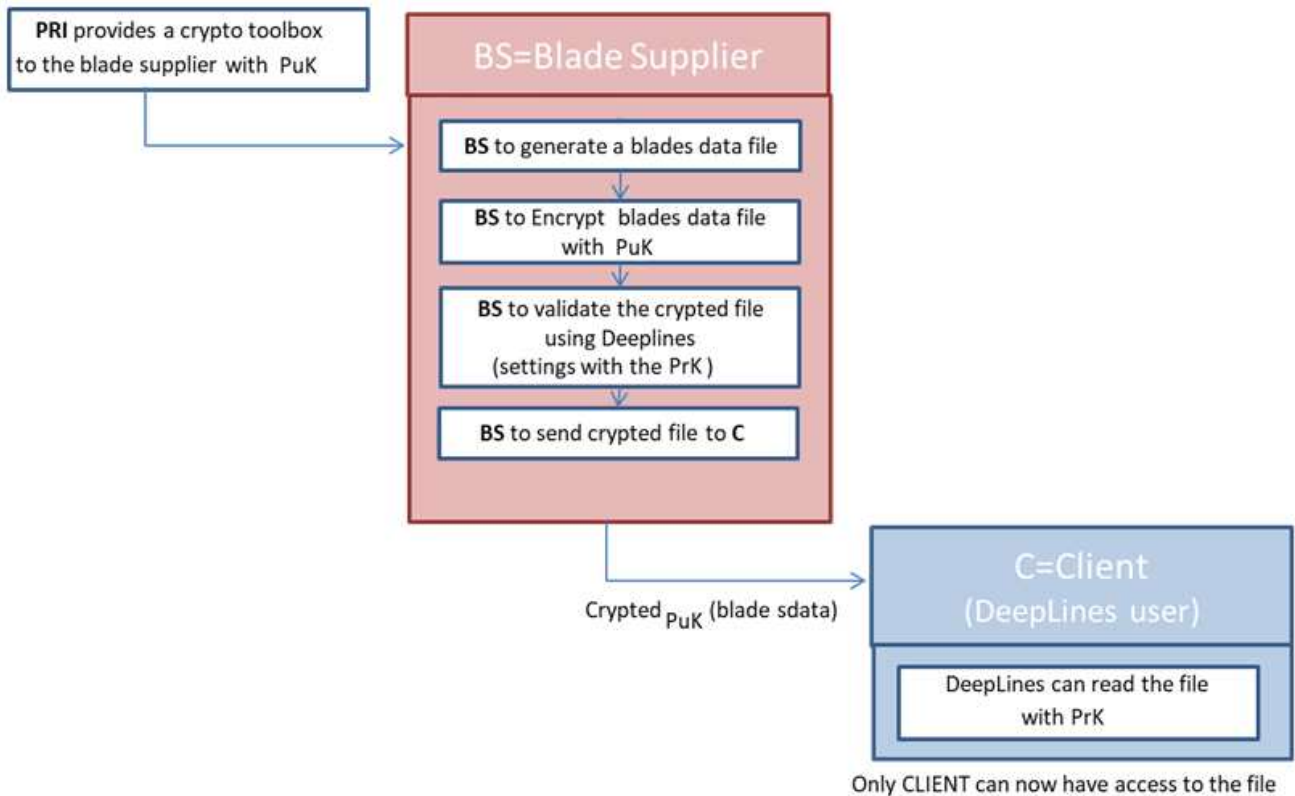 PRI provides a crypto toolbox
to the blade supplier with PuK
BS=Blade Supplier
BS to generate a blades data file
BS to Encrypt blades data file
with PuK
BS to validate the crypted file
using Deeplines
(settings with the PrK)
BS to send crypted file to C
Crypted PuK (blade sdata)
C=Client
(DeepLines user)
DeepLines can read the file
with PrK
Only CLIENT can now have access to the file